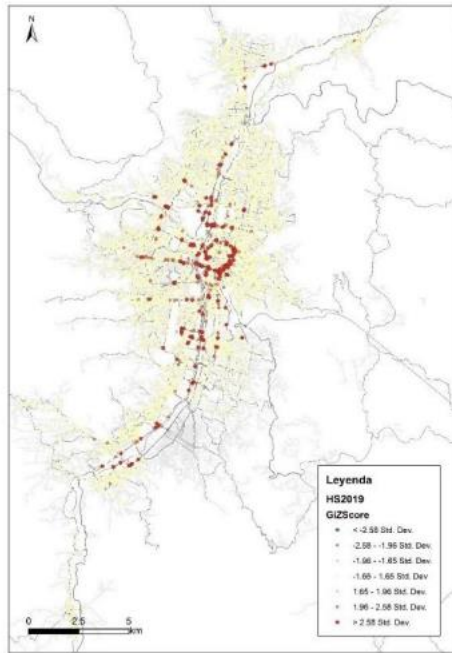 N
Leyenda
HS2019
GiZScore
< -2.58 Std. Dev.
-2.58 - -1.96 Std. Dev.
-1.96 - -1.65 Std. Dev.
-1.65 - 1.65 Std. Dev
1.65 - 1.96 Std. Dev.
1.96 - 2.58 Std. Dev.
> 2.58 Std. Dev.
0 2.5 5
km